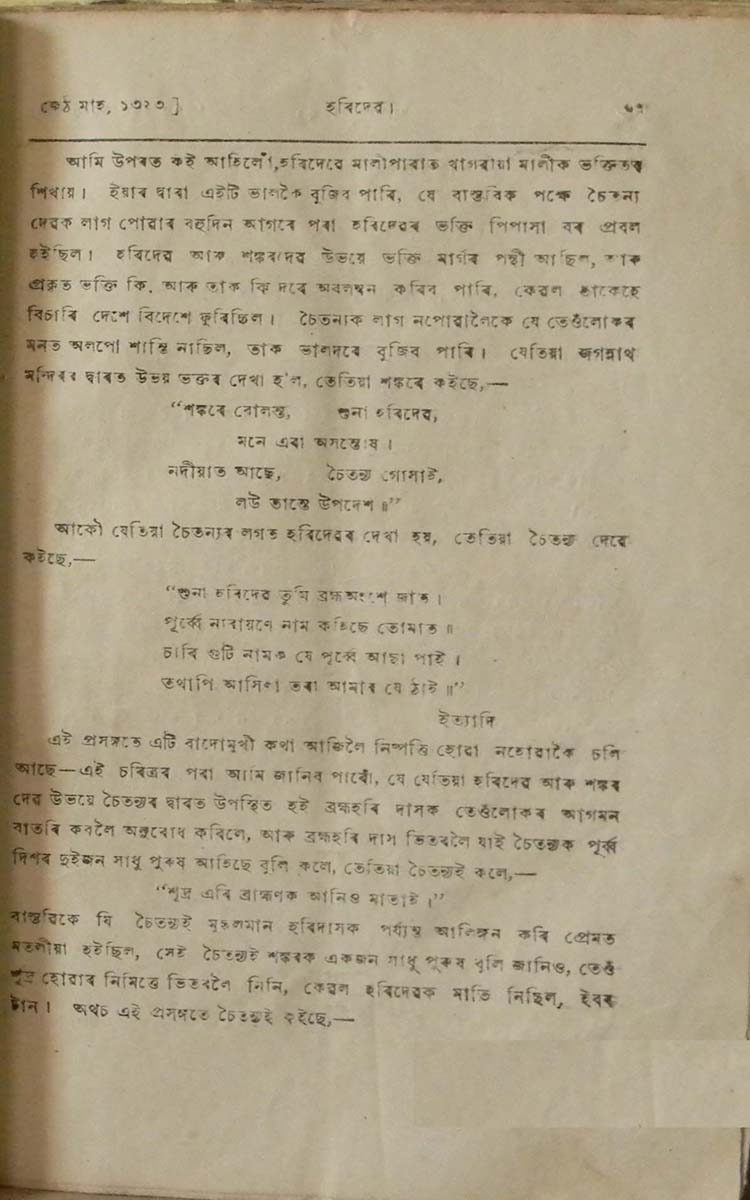 জেঠ মাহ, ১৩২৩ ] হৰিদেৱ। ৬৭
আমি উপৰত কই আহিলোঁ, হৰিদেৱে মালীপাৰাত খাগৰীয়া মালীক ভক্তিতত্ব
শিখায়। ইয়াৰ দ্বাৰা এইটি ভালকৈ বুজিব পাৰি, যে বাস্তৱিক পক্ষে চৈতন্য
দেৱক লাগ পোৱাৰ বহুদিন আগৰে পৰা হৰিদেৱৰ ভক্তি পিপাসা বৰ প্ৰবল
হইছিল। হৰিদেৱ আৰু শঙ্কৰদেৱ উভয়ে ভক্তি মাৰ্গৰ পন্থী আছিল, আৰু
প্ৰকৃত ভক্তি কি, আৰু তাক কি দৰে অবলম্বন কৰিব পাৰি, কেৱল তাকেহে
বিচাৰি দেশে বিদেশে ফুৰিছিল। চৈতন্যক লাগ নপোৱালৈকে যে তেওঁলোকৰ
মনত অলপো শান্তি নাছিল, তাক ভালদৰে বুজিব পাৰি। যেতিয়া জগন্নাথ
মন্দিৰৰ দ্বাৰত উভয় ভক্তৰ দেখা হ'ল, তেতিয়া শঙ্কৰে কইছে,—
“শঙ্কৰে বোলন্ত, শুনা হৰিদেৱ,
মনে এৰা অসন্তোষ।
নদীয়াত আছে, চৈতন্য গোসাই,
লউ তাস্তে উপদেশ॥”
আকৌ যেতিয়া চৈতন্যৰ লগত হৰিদেৱৰ দেখা হয়, তেতিয়া চৈতন্য দেৱে
কইছে,—
“শুনা হৰিদেৱ তুমি ব্ৰহ্মঅংশে জাত।
পূৰ্ব্বে নাৰায়ণে নাম কহিছে তোমাত॥
চাৰি গুটি নামক যে পূৰ্ব্বে আছা পাই।
তথাপি আসিলা তৰা আমাৰ যে ঠাই॥”
ইত্যাদি
এই প্ৰসঙ্গতে এটি বাদোমুখী কথা আজিলৈ নিষ্পত্তি হোৱা নহোৱাকৈ চলি
আছে—এই চৰিত্ৰৰ পৰা আমি জানিব পাৰোঁ, যে যেতিয়া হৰিদেৱ আৰু শঙ্কৰ
দেৱ উভয়ে চৈতন্যৰ দ্বাৰত উপস্থিত হই ব্ৰহ্মহৰি দাসক তেওঁলোকৰ আগমন
বাতৰি কবলৈ অনুৰোধ কৰিলে, আৰু ব্ৰহ্মহৰি দাস ভিতৰলৈ যাই চৈতন্যক পূৰ্ব্ব
দিশৰ দুইজন সাধু পুৰুষ আহিছে বুলি কলে, তেতিয়া চৈতন্যই কলে,—
“শূদ্ৰ এৰি ব্ৰাহ্মণক আনিও মাতাই।”
বাস্তৱিকে যি চৈতন্যই মুছলমান হৰিদাসক পৰ্য্যন্ত আলিঙ্গন কৰি প্ৰেমত
মতলীয়া হইছিল, সেই চৈতন্যই শঙ্কৰক একজন সাধু পুৰুষ বুলি জানিও, তেওঁ
শূদ্ৰ হোৱাৰ নিমিত্তে ভিতৰলৈ নিনি, কেৱল হৰিদেৱক মাতি নিছিল, ইবৰ
টান। অথচ এই প্ৰসঙ্গতে চৈতন্যই কইছে,—